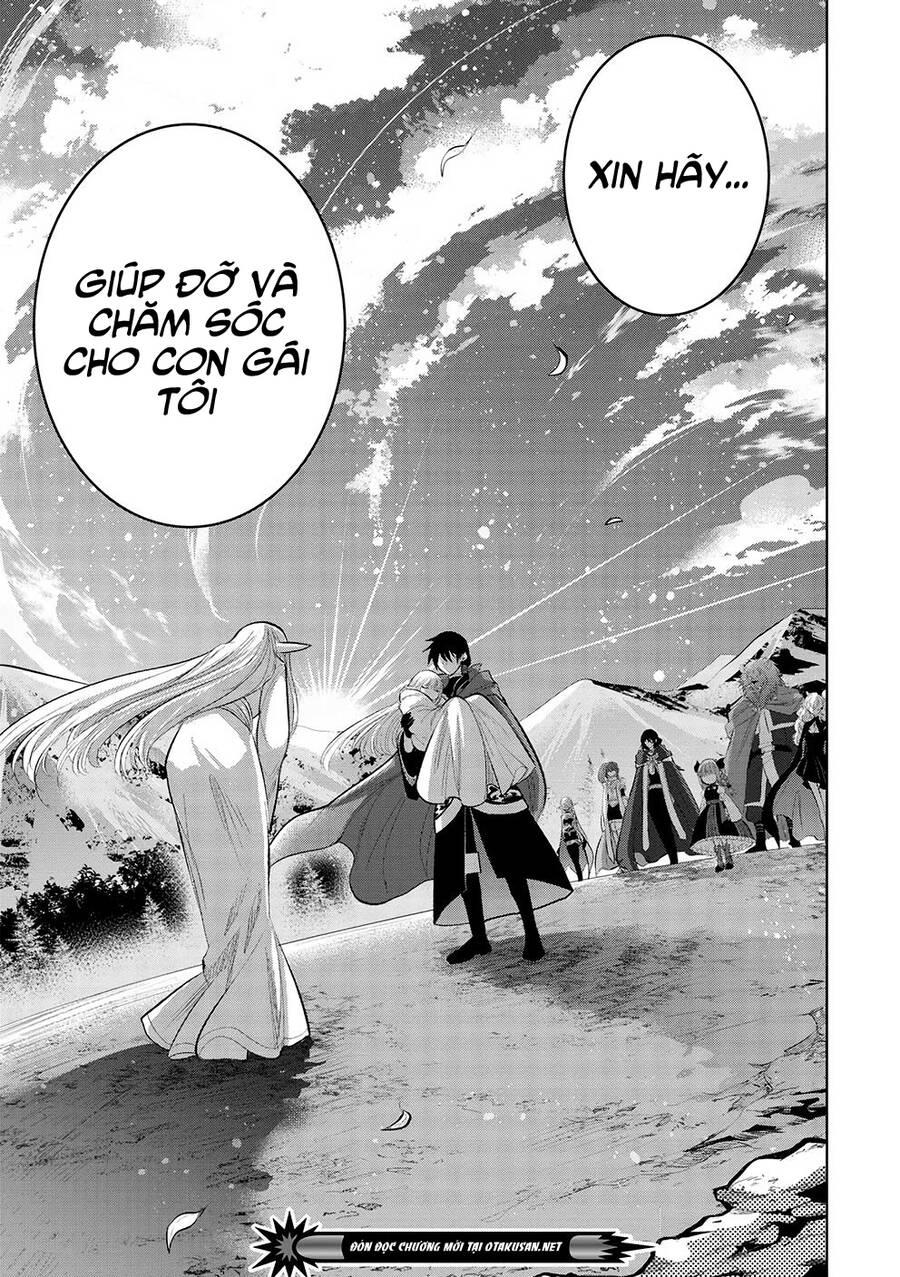 XIN HÃY...
GIÚP ĐỠ VÀ
CHĂM SÓC
CHO CON GÁI
TÔI
ĐÓN ĐỌC CHƯƠNG MỚI TẠI OTAKUSAN.NET